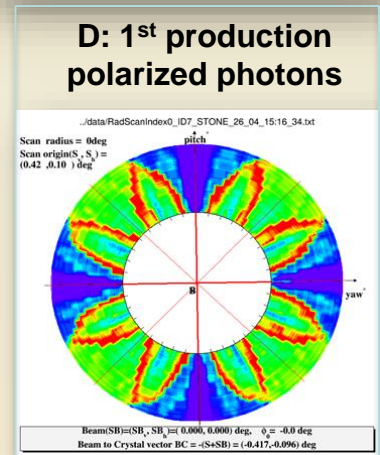 D: 1st production
polarized photons
../data/RadScanIndex0_ID7_STONE_26_04_15:16_34.txt
Scan radius = 0deg
Scan origin(S , S ) =
(0.42 ,0.10 ) deg
pitch
yaw
B
Beam(SB)=(SB , SB )=( 0.000, 0.000) deg, ϕ = -0.0 deg
Beam to Crystal vector BC = -(S+SB) = (-0.417,-0.096) deg